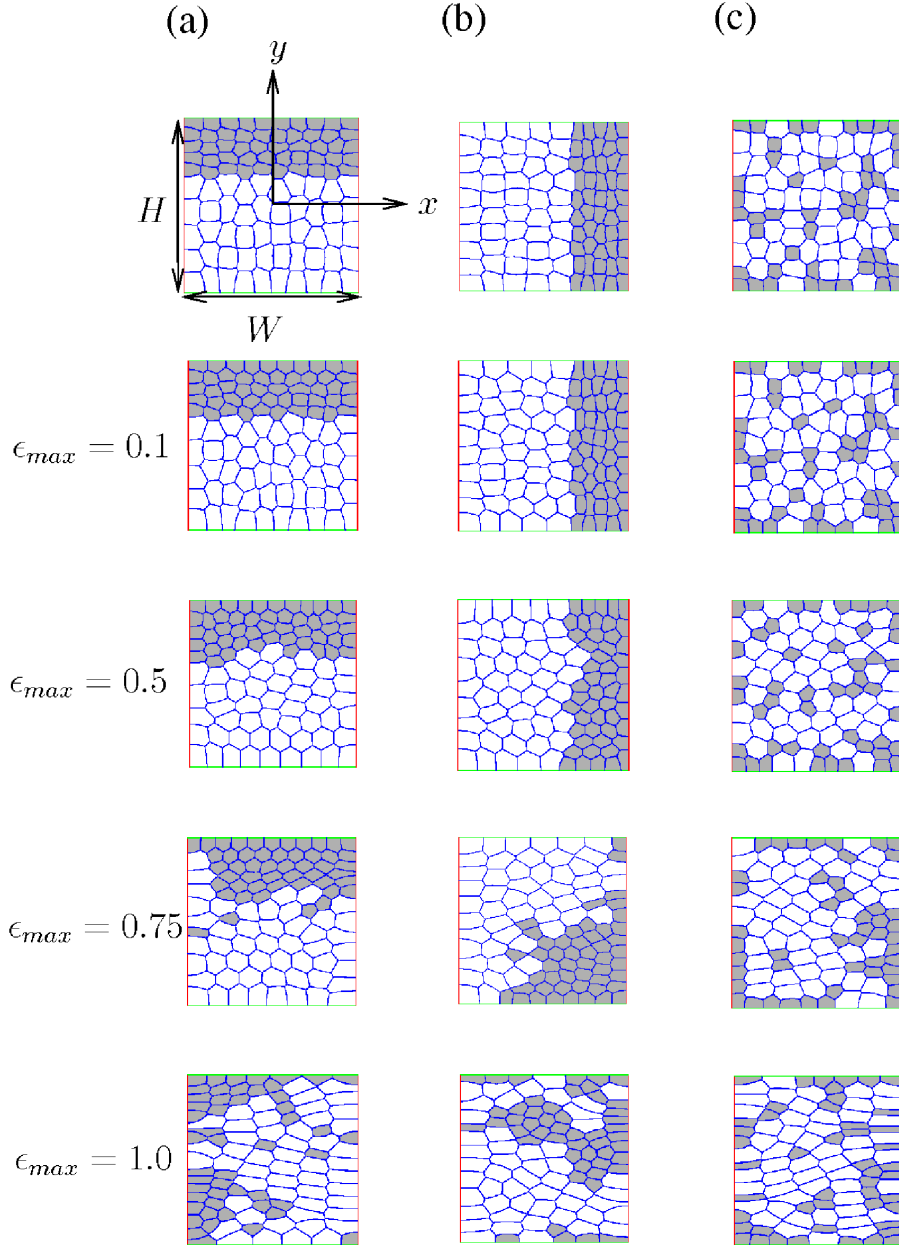 (a) (b) (c)
y
H
x
W
ϵ_max = 0.1
ϵ_max = 0.5
ϵ_max = 0.75
ϵ_max = 1.0